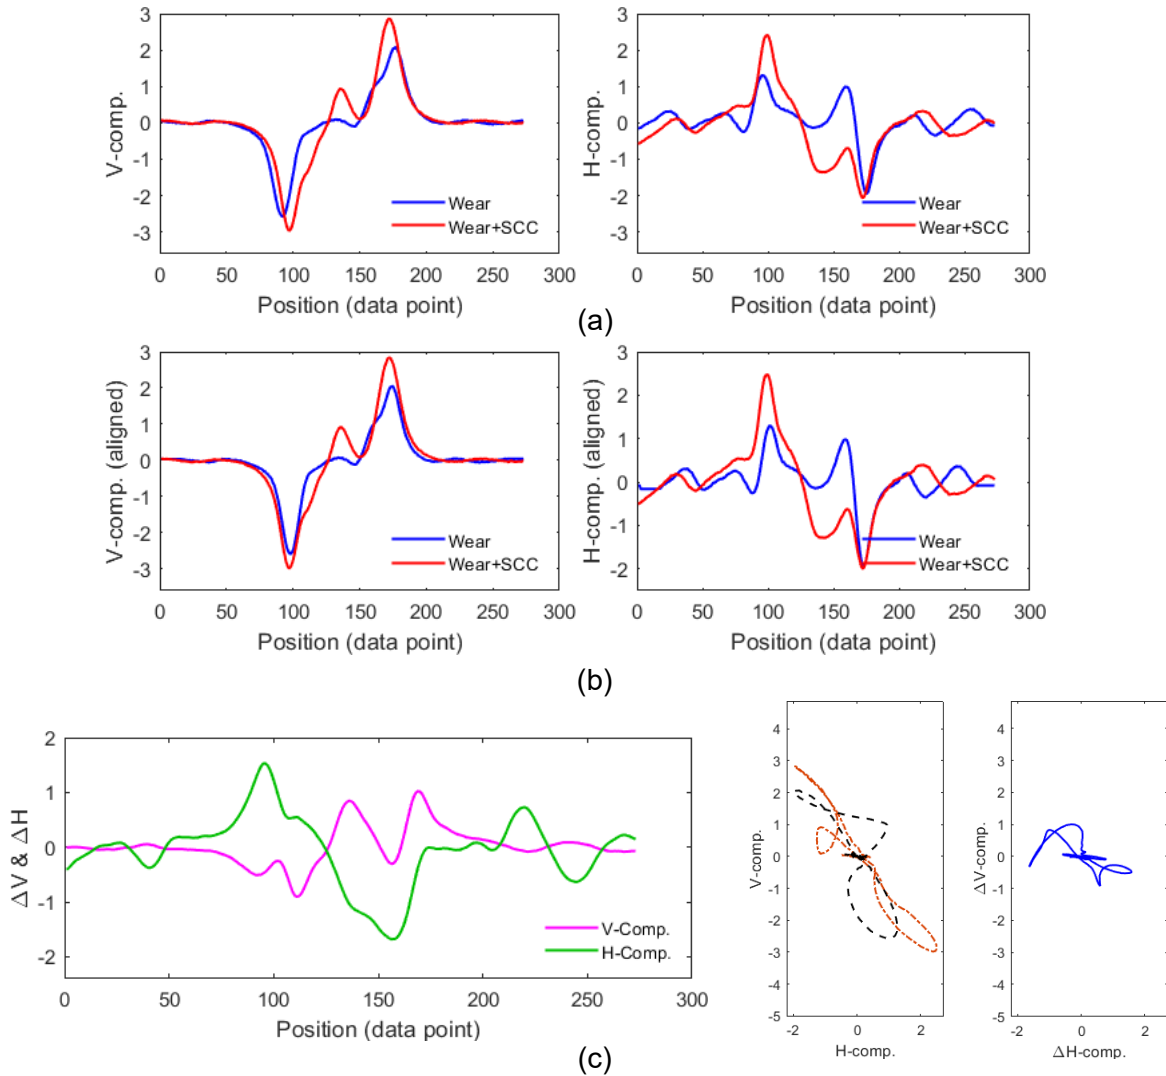 3
2
1
0
-1
-2
-3
V-comp.
Wear
Wear+SCC
0 50 100 150 200 250 300
Position (data point)
3
2
1
0
-1
-2
-3
H-comp.
Wear
Wear+SCC
0 50 100 150 200 250 300
Position (data point)
(a)
3
2
1
0
-1
-2
-3
V-comp. (aligned)
Wear
Wear+SCC
0 50 100 150 200 250 300
Position (data point)
3
2
1
0
-1
-2
H-comp. (aligned)
Wear
Wear+SCC
0 50 100 150 200 250 300
Position (data point)
(b)
2
1
0
-1
-2
ΔV & ΔH
V-Comp.
H-Comp.
0 50 100 150 200 250 300
Position (data point)
4
3
2
1
0
-1
-2
-3
-4
-5
V-comp.
-2 0 2
H-comp.
4
3
2
1
0
-1
-2
-3
-4
-5
ΔV-comp.
-2 0 2
ΔH-comp.
(c)